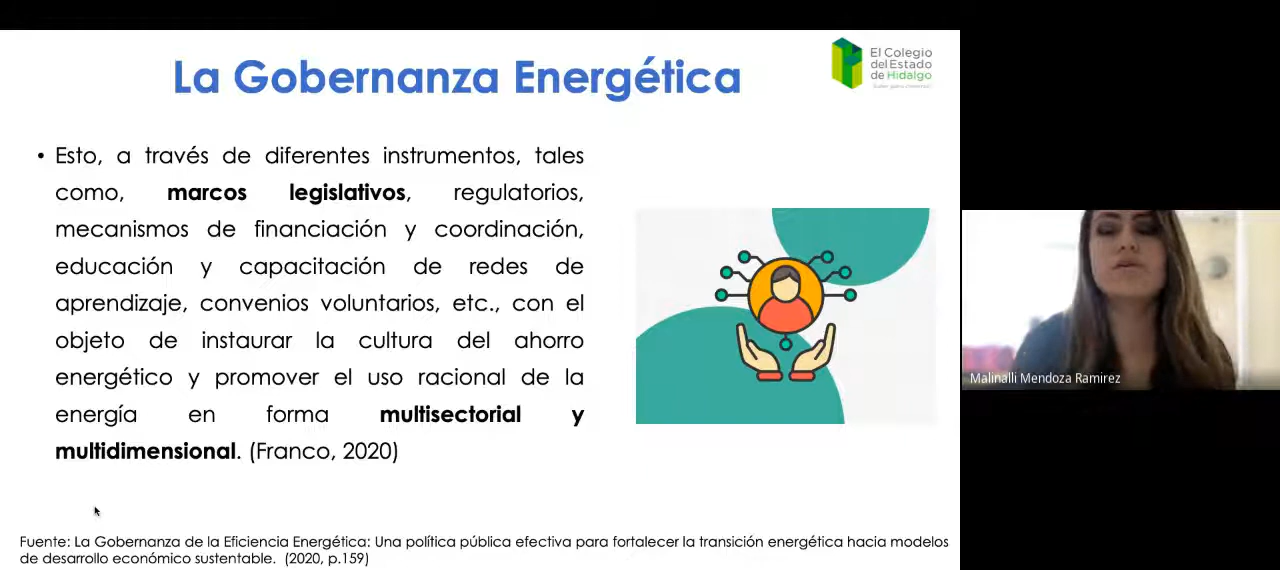 La Gobernanza Energética
El Colegio
del Estado
de Hidalgo
• Esto, a través de diferentes instrumentos, tales
como, marcos legislativos, regulatorios,
mecanismos de financiación y coordinación,
educación y capacitación de redes de
aprendizaje, convenios voluntarios, etc., con el
objeto de instaurar la cultura del ahorro
energético y promover el uso racional de la
energía en forma multisectorial y
multidimensional. (Franco, 2020)
Malinalli Mendoza Ramirez
Fuente: La Gobernanza de la Eficiencia Energética: Una política pública efectiva para fortalecer la transición energética hacia modelos
de desarrollo económico sustentable. (2020, p.159)